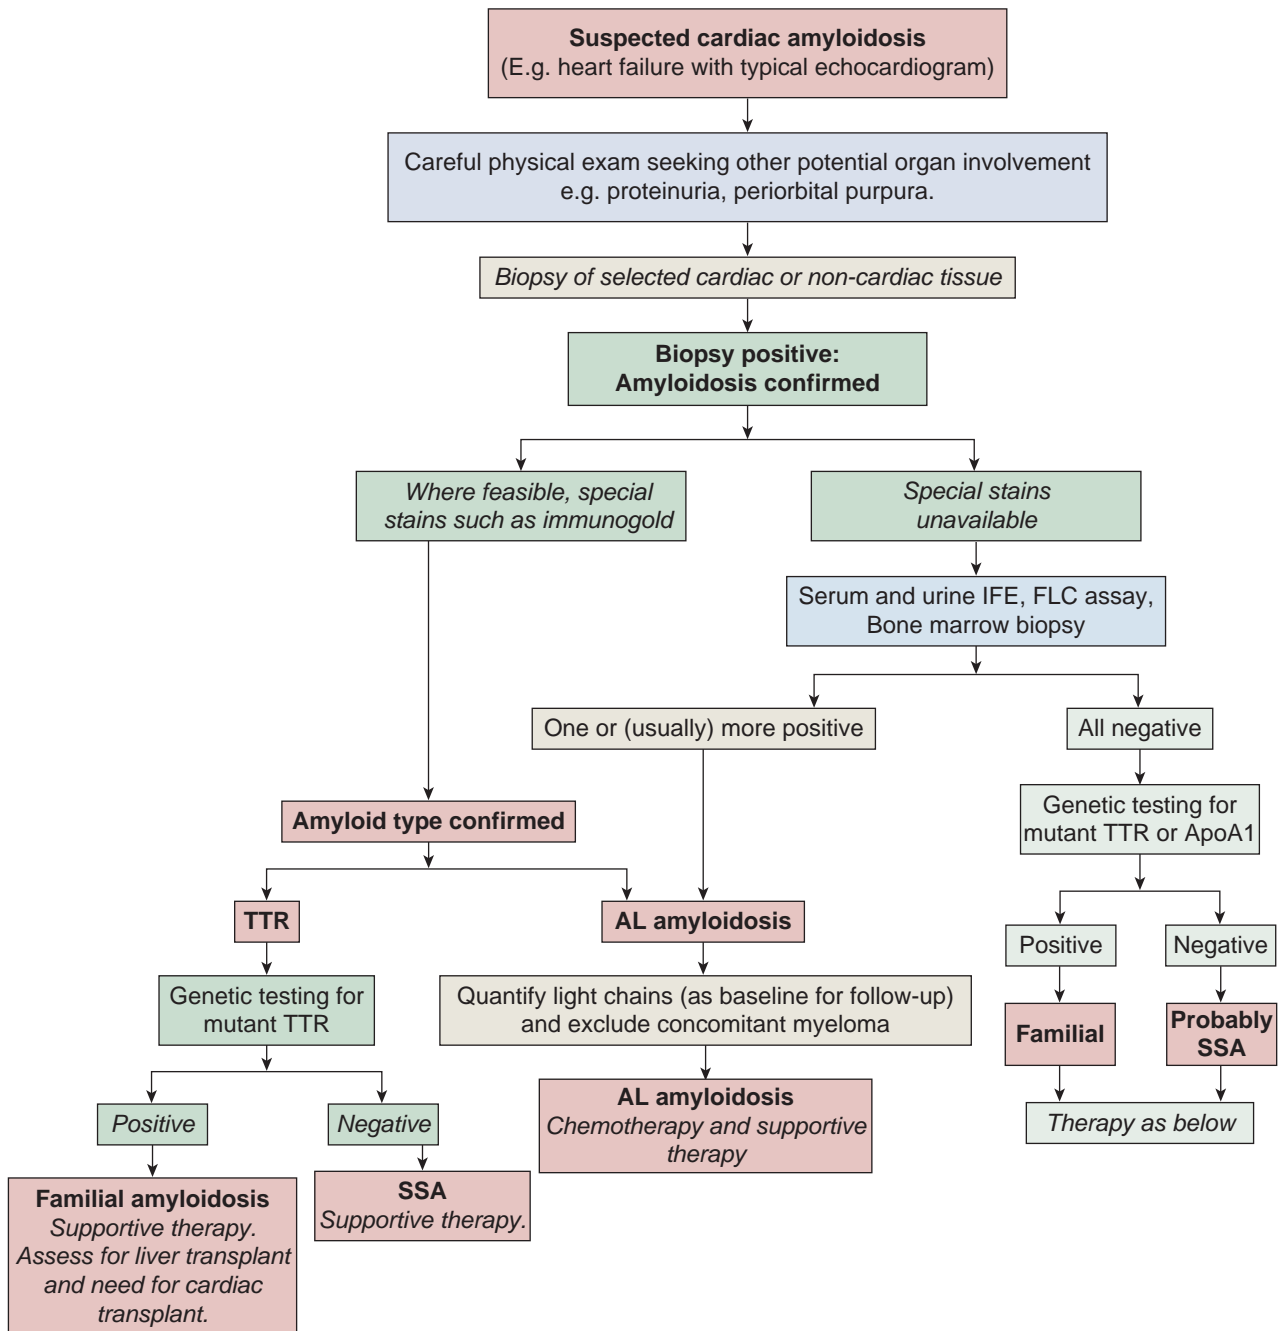 Suspected cardiac amyloidosis
(E.g. heart failure with typical echocardiogram)
Careful physical exam seeking other potential organ involvement
e.g. proteinuria, periorbital purpura.
Biopsy of selected cardiac or non-cardiac tissue
Biopsy positive:
Amyloidosis confirmed
Where feasible, special
stains such as immunogold
Special stains
unavailable
Serum and urine IFE, FLC assay,
Bone marrow biopsy
One or (usually) more positive
All negative
Amyloid type confirmed
Genetic testing for
mutant TTR or ApoA1
TTR
AL amyloidosis
Positive
Negative
Genetic testing for
mutant TTR
Quantify light chains (as baseline for follow-up)
and exclude concomitant myeloma
Familial
Probably
SSA
Positive
Negative
AL amyloidosis
Chemotherapy and supportive
therapy
Therapy as below
Familial amyloidosis
Supportive therapy.
Assess for liver transplant
and need for cardiac
transplant.
SSA
Supportive therapy.